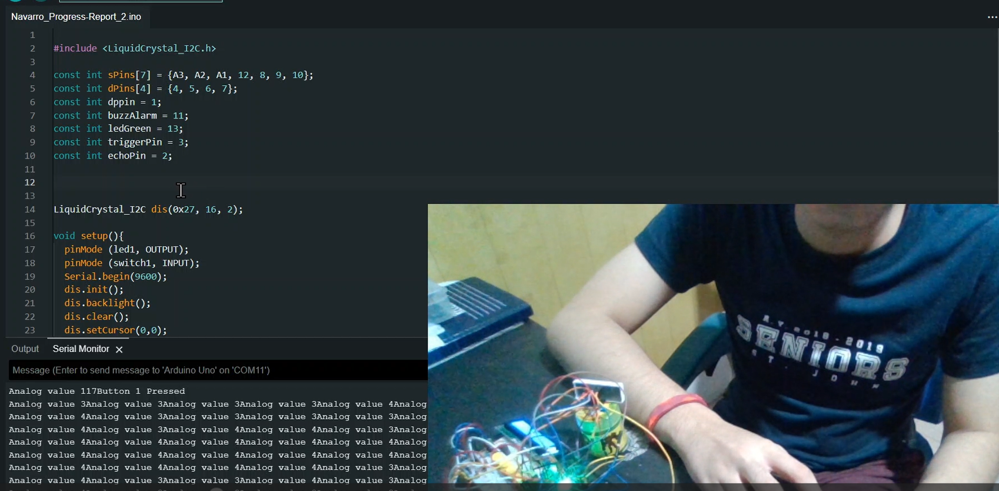 Navarro_Progress-Report_2.ino
...
1
2 #include <LiquidCrystal_I2C.h>
3
4 const int sPins[7] = {A3, A2, A1, 12, 8, 9, 10};
5 const int dPins[4] = {4, 5, 6, 7};
6 const int dppin = 1;
7 const int buzzAlarm = 11;
8 const int ledGreen = 13;
9 const int triggerPin = 3;
10 const int echoPin = 2;
11
12
13
14 LiquidCrystal_I2C dis(0x27, 16, 2);
15
16 void setup(){
17 pinMode (led1, OUTPUT);
18 pinMode (switch1, INPUT);
19 Serial.begin(9600);
20 dis.init();
21 dis.backlight();
22 dis.clear();
23 dis.setCursor(0,0);
Output Serial Monitor
Message (Enter to send message to 'Arduino Uno' on 'COM11')
Analog value 117Button 1 Pressed
Analog value 3Analog value 3Analog value 3Analog value 3Analog value 4Analog
Analog value 4Analog value 3Analog value 3Analog value 3Analog value 3Analog
Analog value 4Analog value 3Analog value 4Analog value 4Analog value 3Analog
Analog value 4Analog value 4Analog value 4Analog value 4Analog value 4Analog
Analog value 4Analog value 4Analog value 4Analog value 4Analog value 4Analog
Analog value 4Analog value 4Analog value 4Analog value 4Analog value 3Analog
Analog value 4Analog value 3Analog value 3Analog value 4Analog value 3Analog
SENIORS